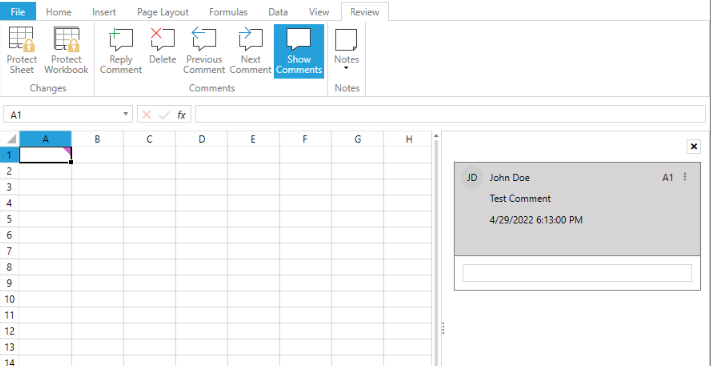 File Home Insert Page Layout Formulas Data View Review
Protect Sheet Protect Workbook Reply Comment Delete Previous Comment Next Comment Show Comments Notes
Changes Comments Notes
A1 fx
A B C D E F G H
1
2
3
4
5
6
7
8
9
10
11
12
13
14
JD John Doe A1
Test Comment
4/29/2022 6:13:00 PM